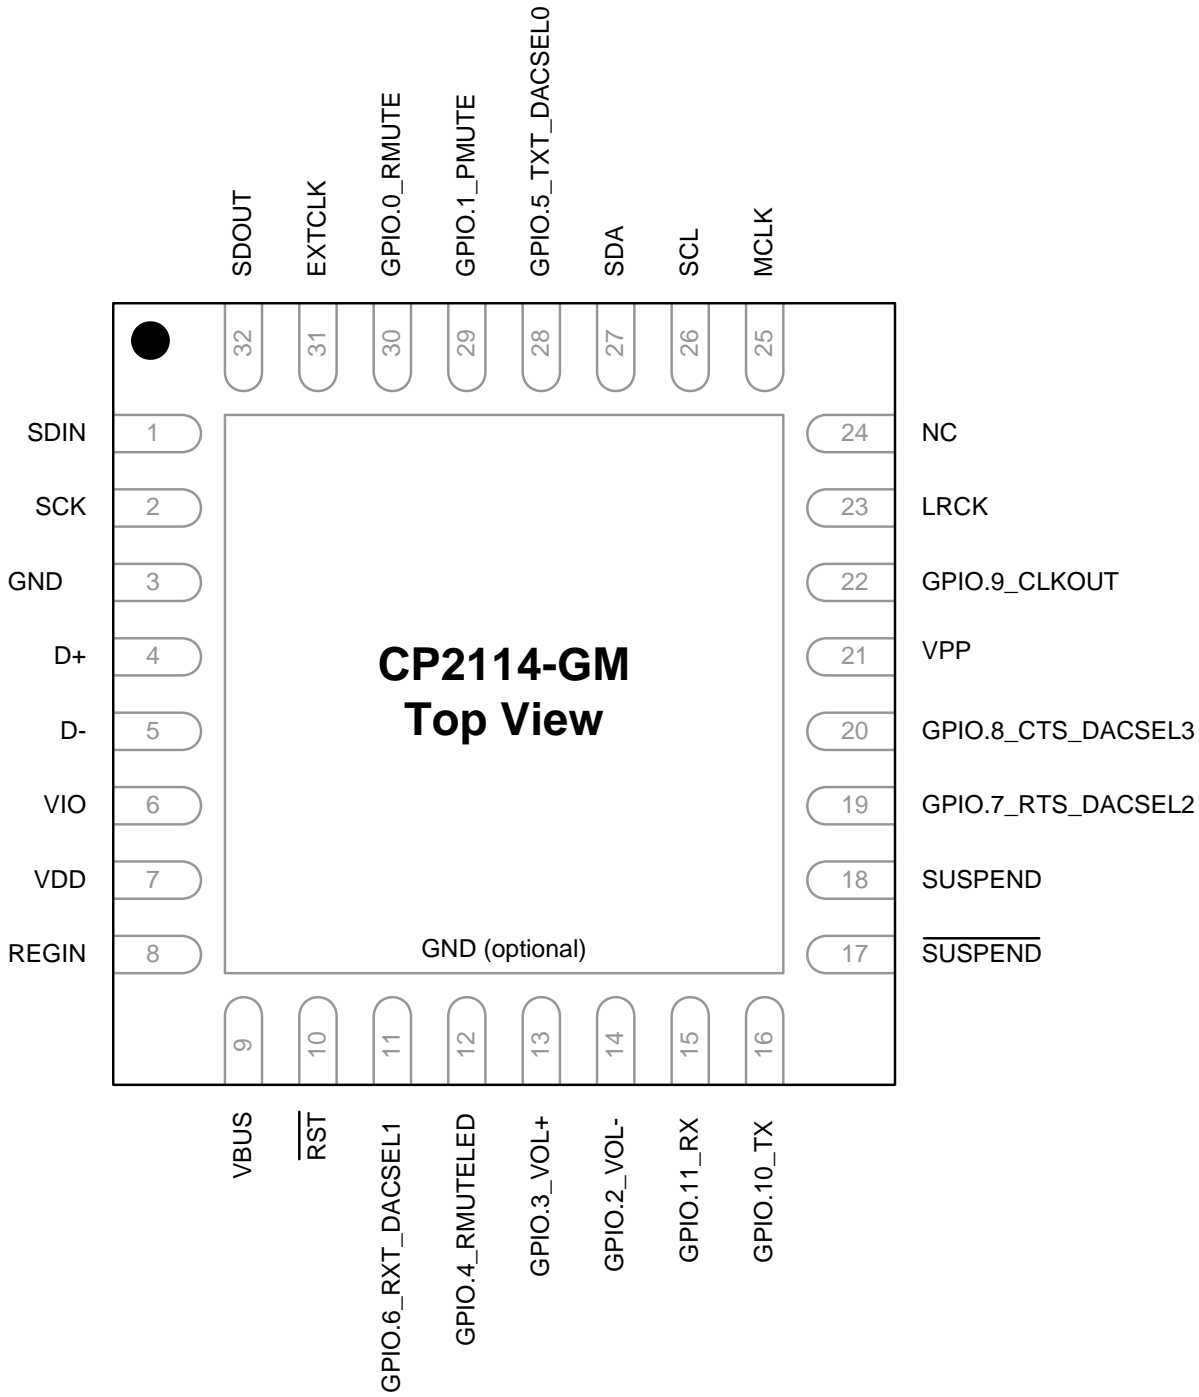 SDOUT
EXTCLK
GPIO.0_RMUTE
GPIO.1_PMUTE
GPIO.5_TXT_DACSEL0
SDA
SCL
MCLK
32
31
30
29
28
27
26
25
SDIN 1
SCK 2
GND 3
D+ 4
D- 5
VIO 6
VDD 7
REGIN 8
CP2114-GM
Top View
GND (optional)
24 NC
23 LRCK
22 GPIO.9_CLKOUT
21 VPP
20 GPIO.8_CTS_DACSEL3
19 GPIO.7_RTS_DACSEL2
18 SUSPEND
17 SUSPEND
9
10
11
12
13
14
15
16
VBUS
RST
GPIO.6_RXT_DACSEL1
GPIO.4_RMUTELED
GPIO.3_VOL+
GPIO.2_VOL-
GPIO.11_RX
GPIO.10_TX